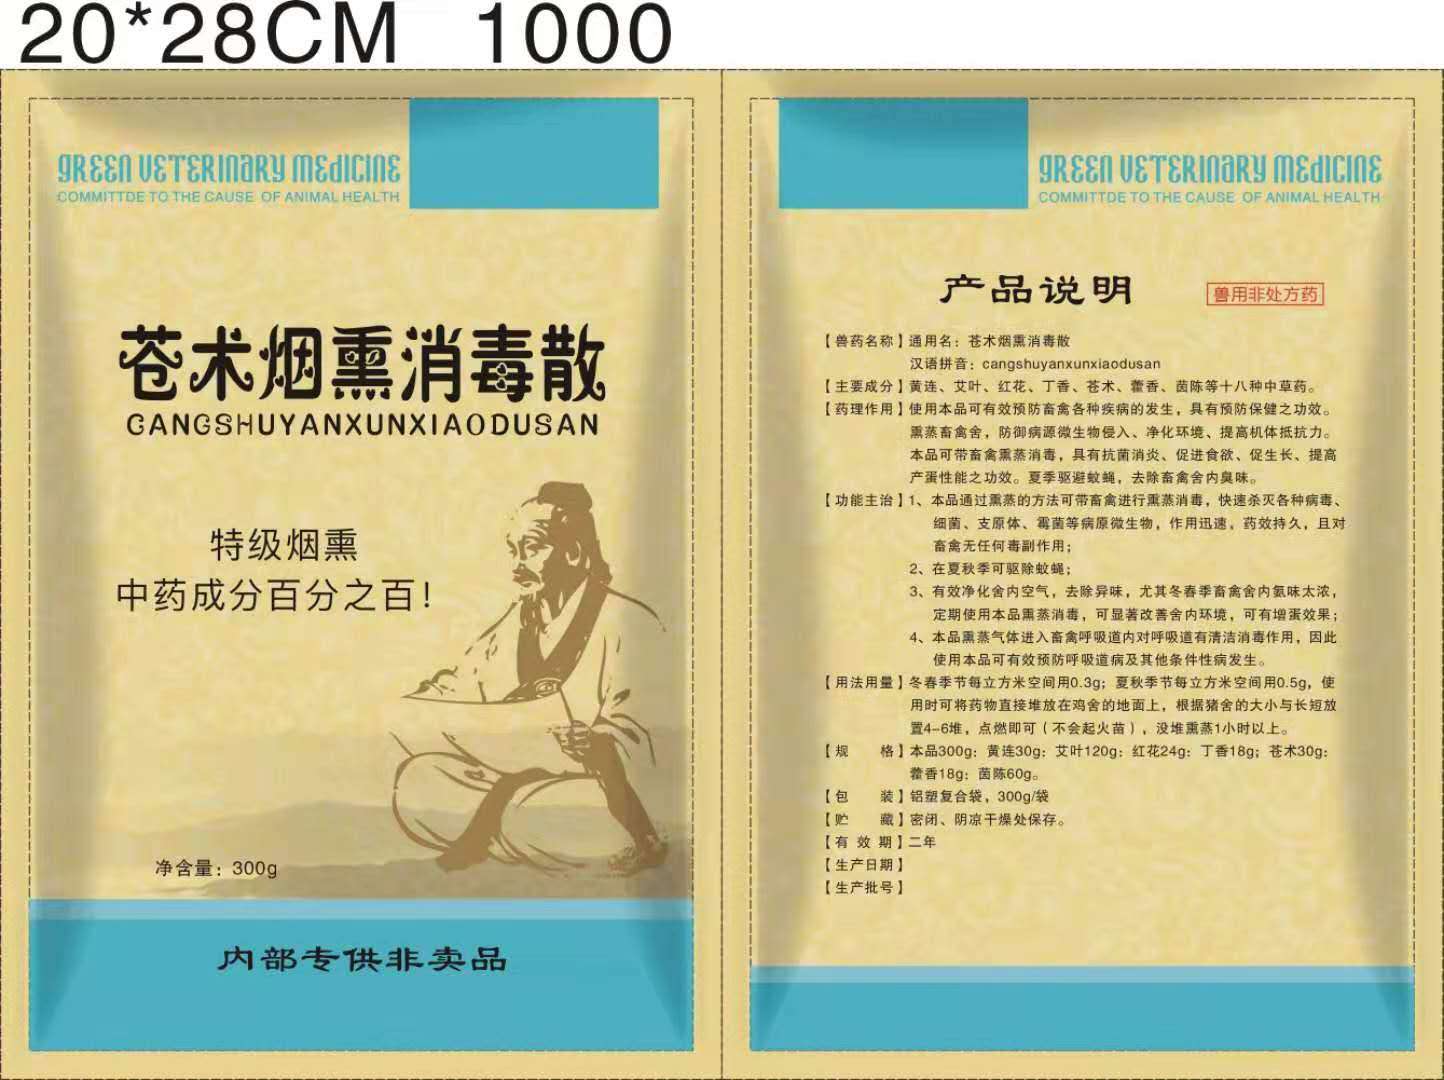 20*28CM 1000
green veterinary medicine
COMMITTDE TO THE CAUSE OF ANIMAL HEALTH
苍术烟熏消毒散
CANGSHUYANXUNXIAODUSAN
特级烟熏
中药成分百分之百!
净含量：300g
内部专供非卖品
green veterinary medicine
COMMITTDE TO THE CAUSE OF ANIMAL HEALTH
产品说明
兽用非处方药
【兽药名称】通用名：苍术烟熏消毒散
汉语拼音：cangshuyanxunxiaodusan
【主要成分】黄连、艾叶、红花、丁香、苍术、藿香、茵陈等十八种中草药。
【药理作用】使用本品可有效预防畜禽各种疾病的发生，具有预防保健之功效。
熏蒸畜禽舍，防御病源微生物侵入、净化环境、提高机体抵抗力。
本品可带畜禽熏蒸消毒，具有抗菌消炎、促进食欲、促生长、提高
产蛋性能之功效。夏季驱避蚊蝇，去除畜禽舍内臭味。
【功能主治】1、本品通过熏蒸的方法可带畜禽进行熏蒸消毒，快速杀灭各种病毒、
细菌、支原体、霉菌等病原微生物，作用迅速，药效持久，且对
畜禽无任何毒副作用；
2、在夏秋季可驱除蚊蝇；
3、有效净化舍内空气，去除异味，尤其冬春季畜禽舍内氨味太浓，
定期使用本品熏蒸消毒，可显著改善舍内环境，可有增蛋效果；
4、本品熏蒸气体进入畜禽呼吸道内对呼吸道有清洁消毒作用，因此
使用本品可有效预防呼吸道病及其他条件性病发生。
【用法用量】冬春季节每立方米空间用0.3g；夏秋季节每立方米空间用0.5g，使
用时可将药物直接堆放在鸡舍的地面上，根据猪舍的大小与长短放
置4-6堆，点燃即可（不会起火苗），没堆熏蒸1小时以上。
【规 格】本品300g：黄连30g：艾叶120g：红花24g：丁香18g；苍术30g：
藿香18g：茵陈60g。
【包 装】铝塑复合袋，300g/袋
【贮 藏】密闭、阴凉干燥处保存。
【有 效 期】二年
【生产日期】
【生产批号】